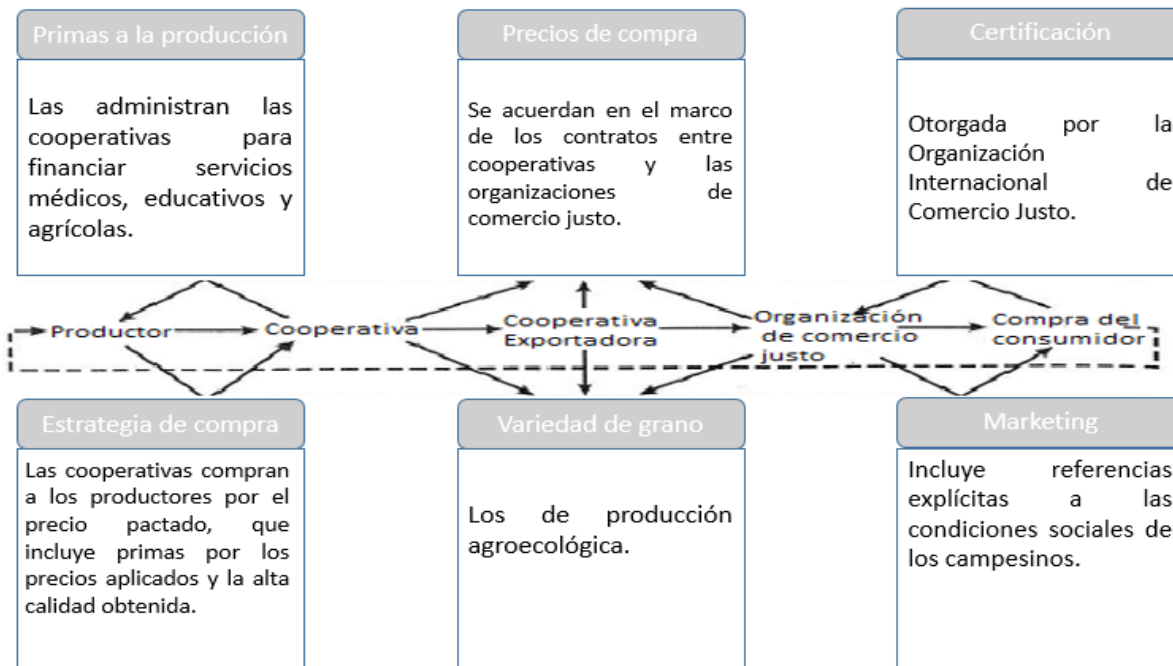 Primas a la producción
Las administran las
cooperativas para
financiar servicios
médicos, educativos y
agrícolas.
Precios de compra
Se acuerdan en el marco
de los contratos entre
cooperativas y las
organizaciones de
comercio justo.
Certificación
Otorgada por la
Organización
Internacional de
Comercio Justo.
Productor
Cooperativa
Cooperativa
Exportadora
Organización
de comercio
justo
Compra del
consumidor
Estrategia de compra
Las cooperativas compran
a los productores por el
precio pactado, que
incluye primas por los
precios aplicados y la alta
calidad obtenida.
Variedad de grano
Los de producción
agroecológica.
Marketing
Incluye referencias
explícitas a las
condiciones sociales de
los campesinos.